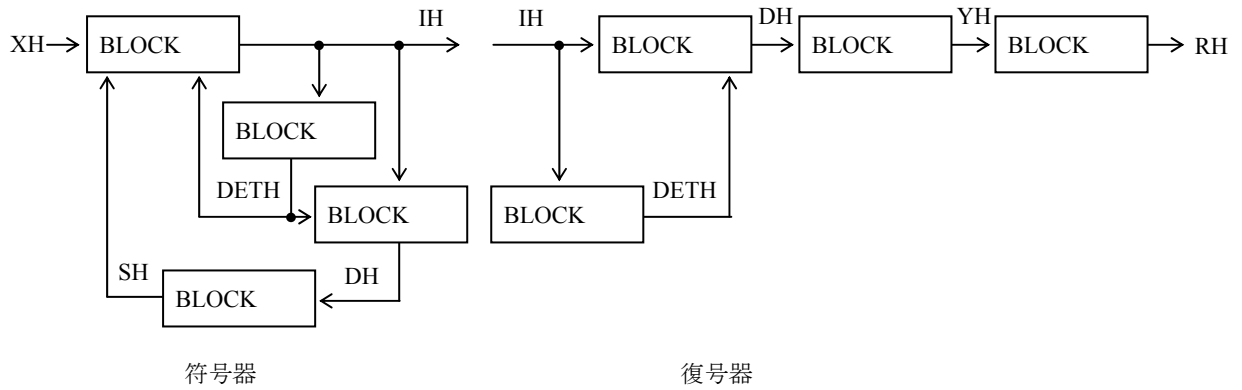 IH
IH
DH
YH
XH
BLOCK
BLOCK
BLOCK
BLOCK
RH
BLOCK
DETH
BLOCK
BLOCK
DETH
SH
BLOCK
DH
符号器
復号器